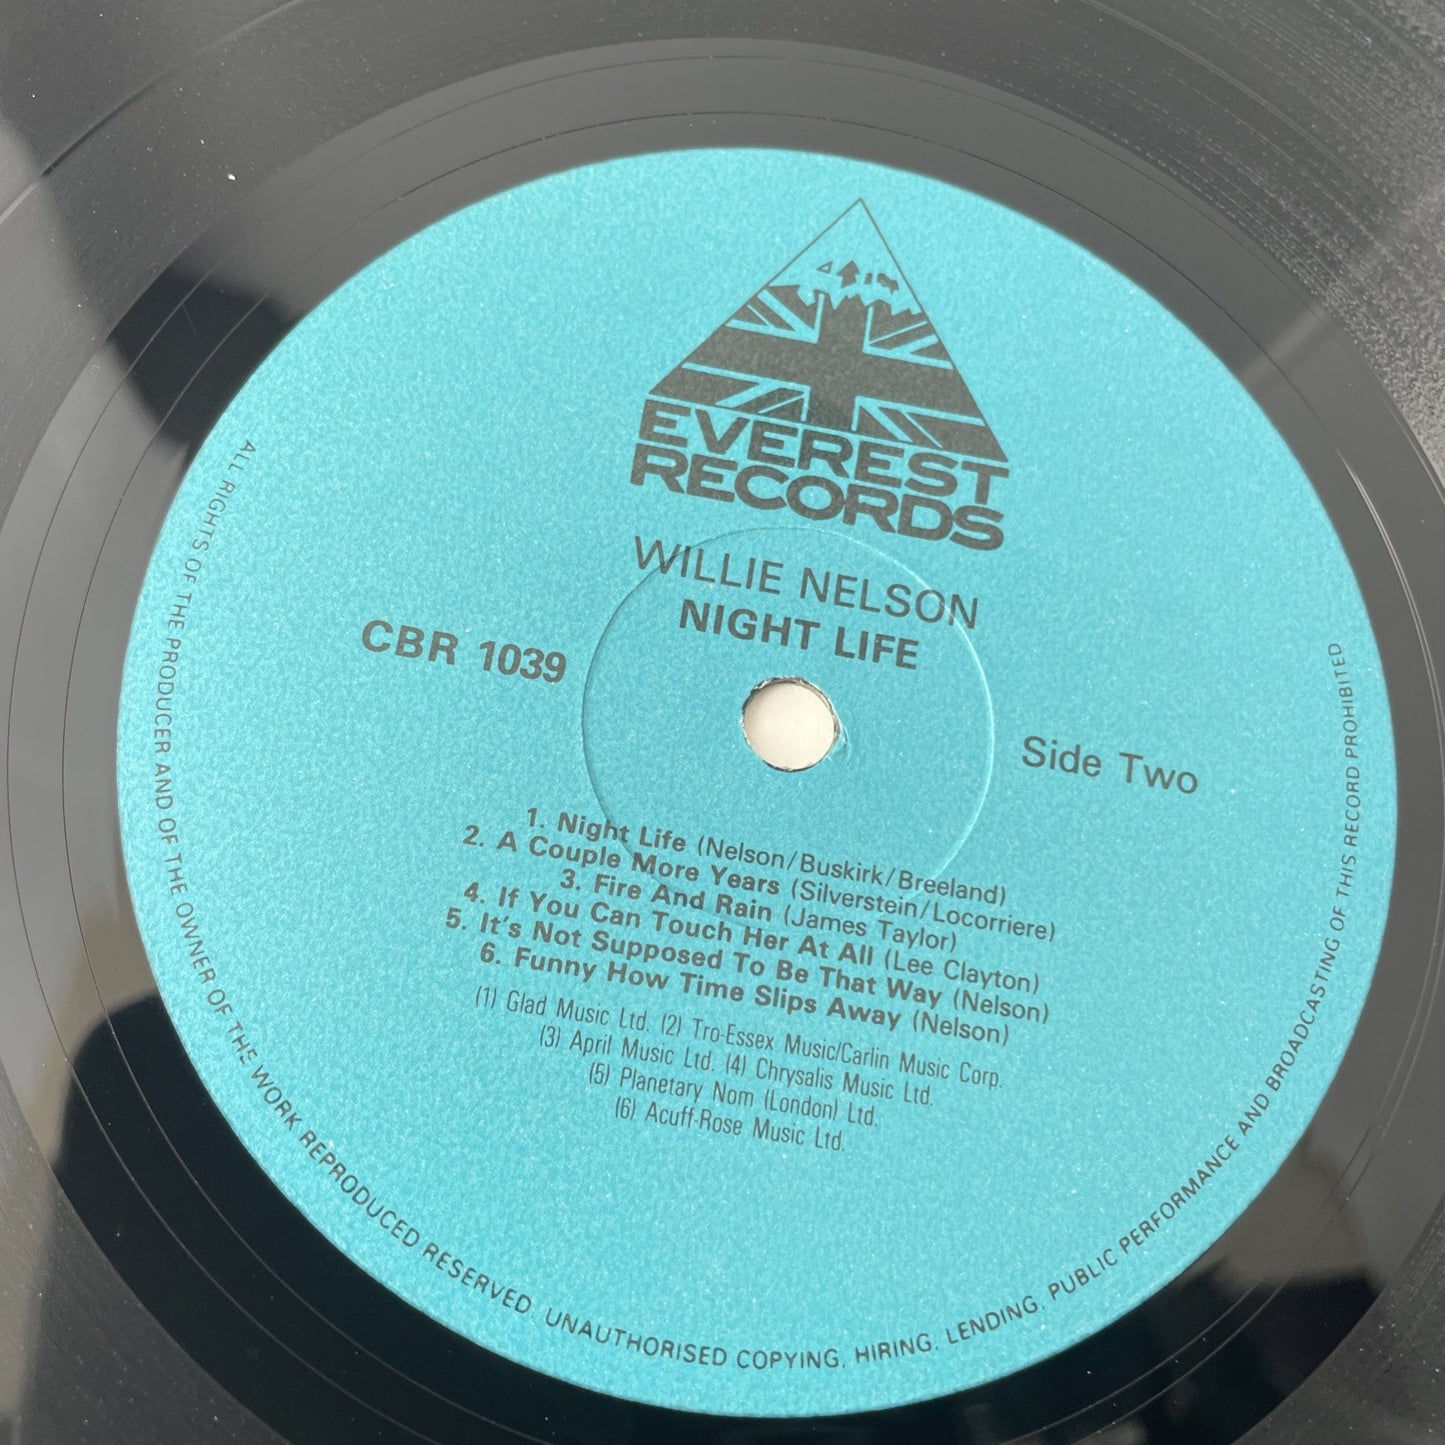 EVEREST
RECORDS
WILLIE NELSON
NIGHT LIFE
CBR 1039
Side Two
1. Night Life (Nelson/Buskirk/Breeland)
2. A Couple More Years (Silverstein/Locorriere)
3. Fire And Rain (James Taylor)
4. If You Can Touch Her At All (Lee Clayton)
5. It's Not Supposed To Be That Way (Nelson)
6. Funny How Time Slips Away (Nelson)
(1) Glad Music Ltd. (2) Tro-Essex Music/Carlin Music Corp.
(3) April Music Ltd. (4) Chrysalis Music Ltd.
(5) Planetary Nom (London) Ltd.
(6) Acuff-Rose Music Ltd.
ALL RIGHTS OF THE PRODUCER AND OF THE OWNER OF THE WORK REPRODUCED RESERVED. UNAUTHORISED COPYING, HIRING, LENDING, PUBLIC PERFORMANCE AND BROADCASTING OF THIS RECORD PROHIBITED